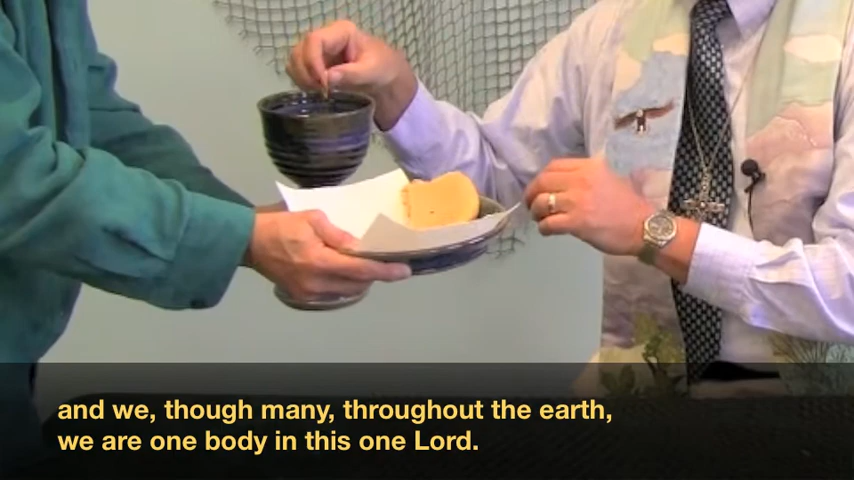 and we, though many, throughout the earth,
we are one body in this one Lord.